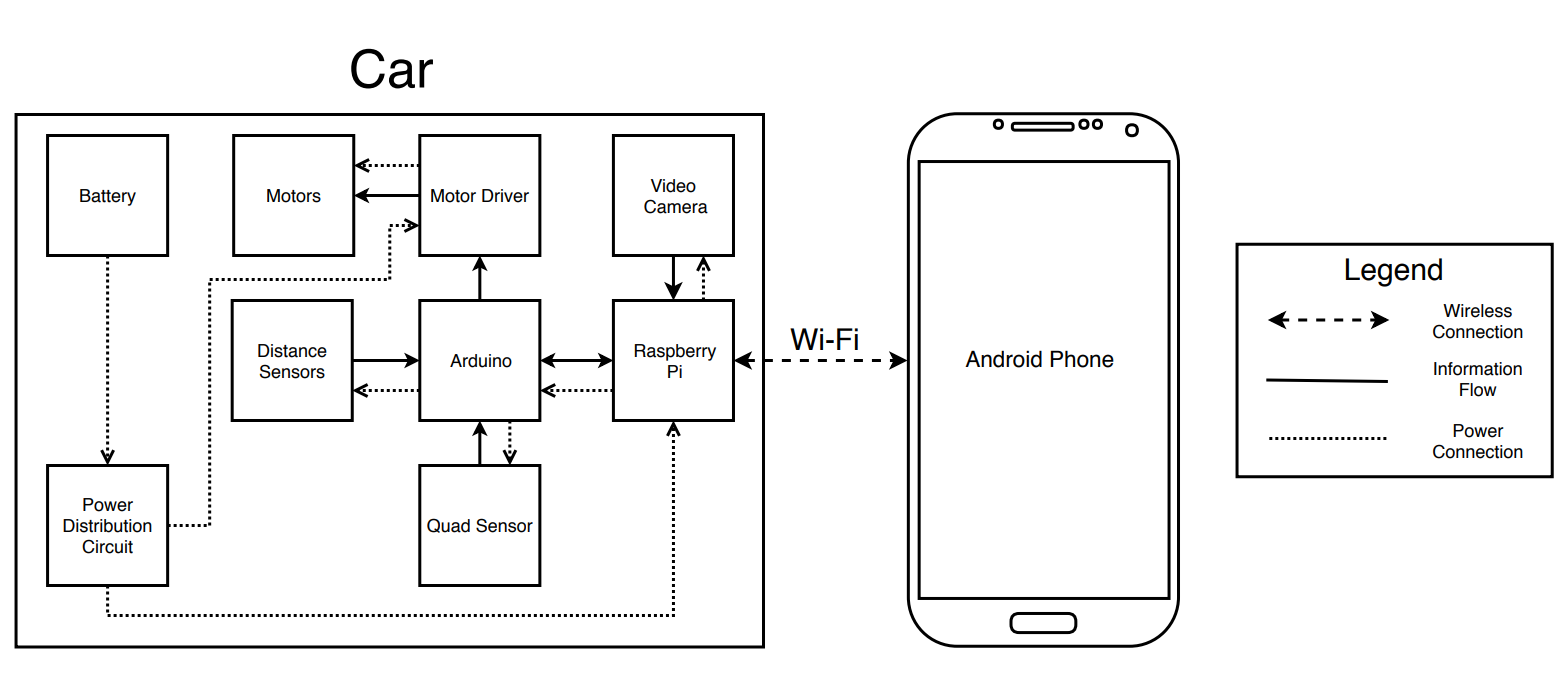 Car
Battery
Motors
Motor Driver
Video
Camera
Distance
Sensors
Arduino
Raspberry
Pi
Wi-Fi
Android Phone
Power
Distribution
Circuit
Quad Sensor
Legend
Wireless
Connection
Information
Flow
Power
Connection